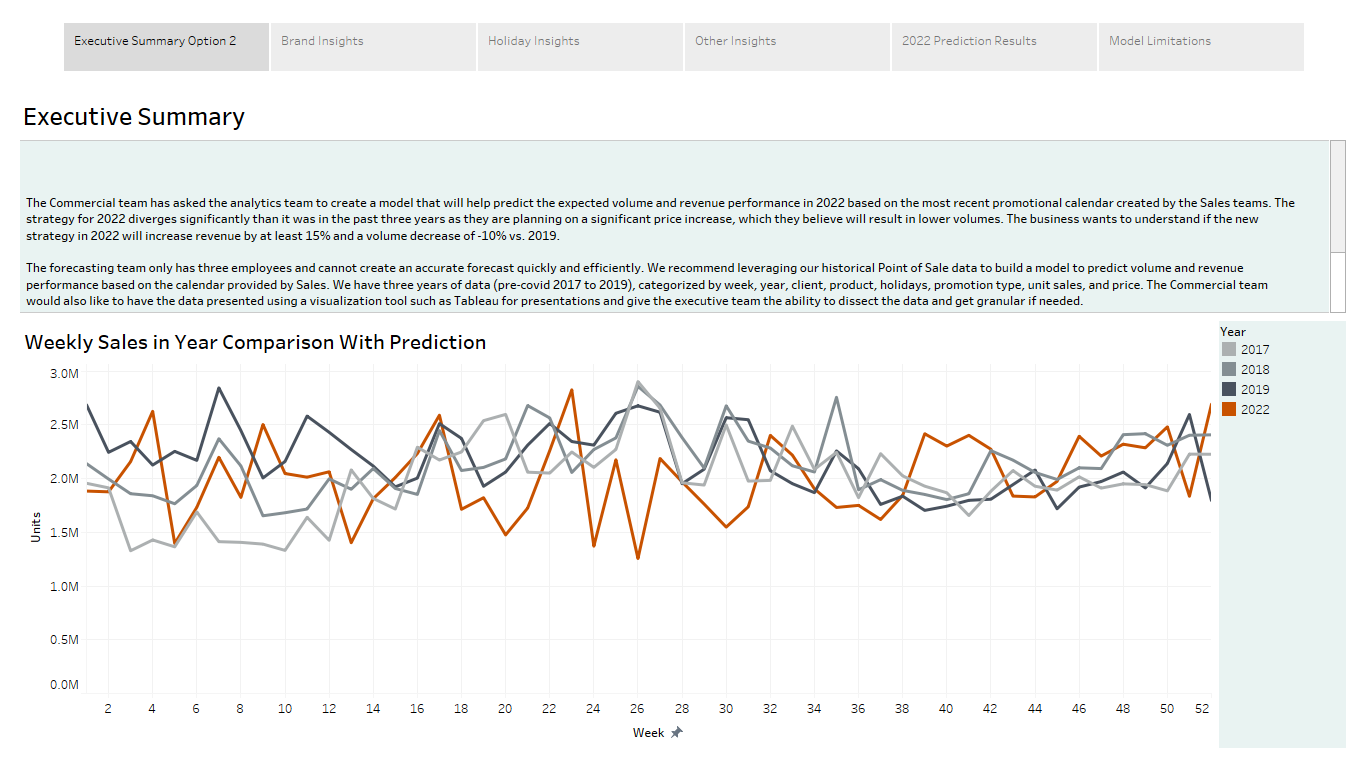 Executive Summary Option 2
Brand Insights
Holiday Insights
Other Insights
2022 Prediction Results
Model Limitations
Executive Summary
The Commercial team has asked the analytics team to create a model that will help predict the expected volume and revenue performance in 2022 based on the most recent promotional calendar created by the Sales teams. The
strategy for 2022 diverges significantly than it was in the past three years as they are planning on a significant price increase, which they believe will result in lower volumes. The business wants to understand if the new
strategy in 2022 will increase revenue by at least 15% and a volume decrease of -10% vs. 2019.
The forecasting team only has three employees and cannot create an accurate forecast quickly and efficiently. We recommend leveraging our historical Point of Sale data to build a model to predict volume and revenue
performance based on the calendar provided by Sales. We have three years of data (pre-covid 2017 to 2019), categorized by week, year, client, product, holidays, promotion type, unit sales, and price. The Commercial team
would also like to have the data presented using a visualization tool such as Tableau for presentations and give the executive team the ability to dissect the data and get granular if needed.
Weekly Sales in Year Comparison With Prediction
Year
2017
2018
2019
2022
3.0M
2.5M
2.0M
1.5M
1.0M
0.5M
0.0M
Units
2 4 6 8 10 12 14 16 18 20 22 24 26 28 30 32 34 36 38 40 42 44 46 48 50 52
Week